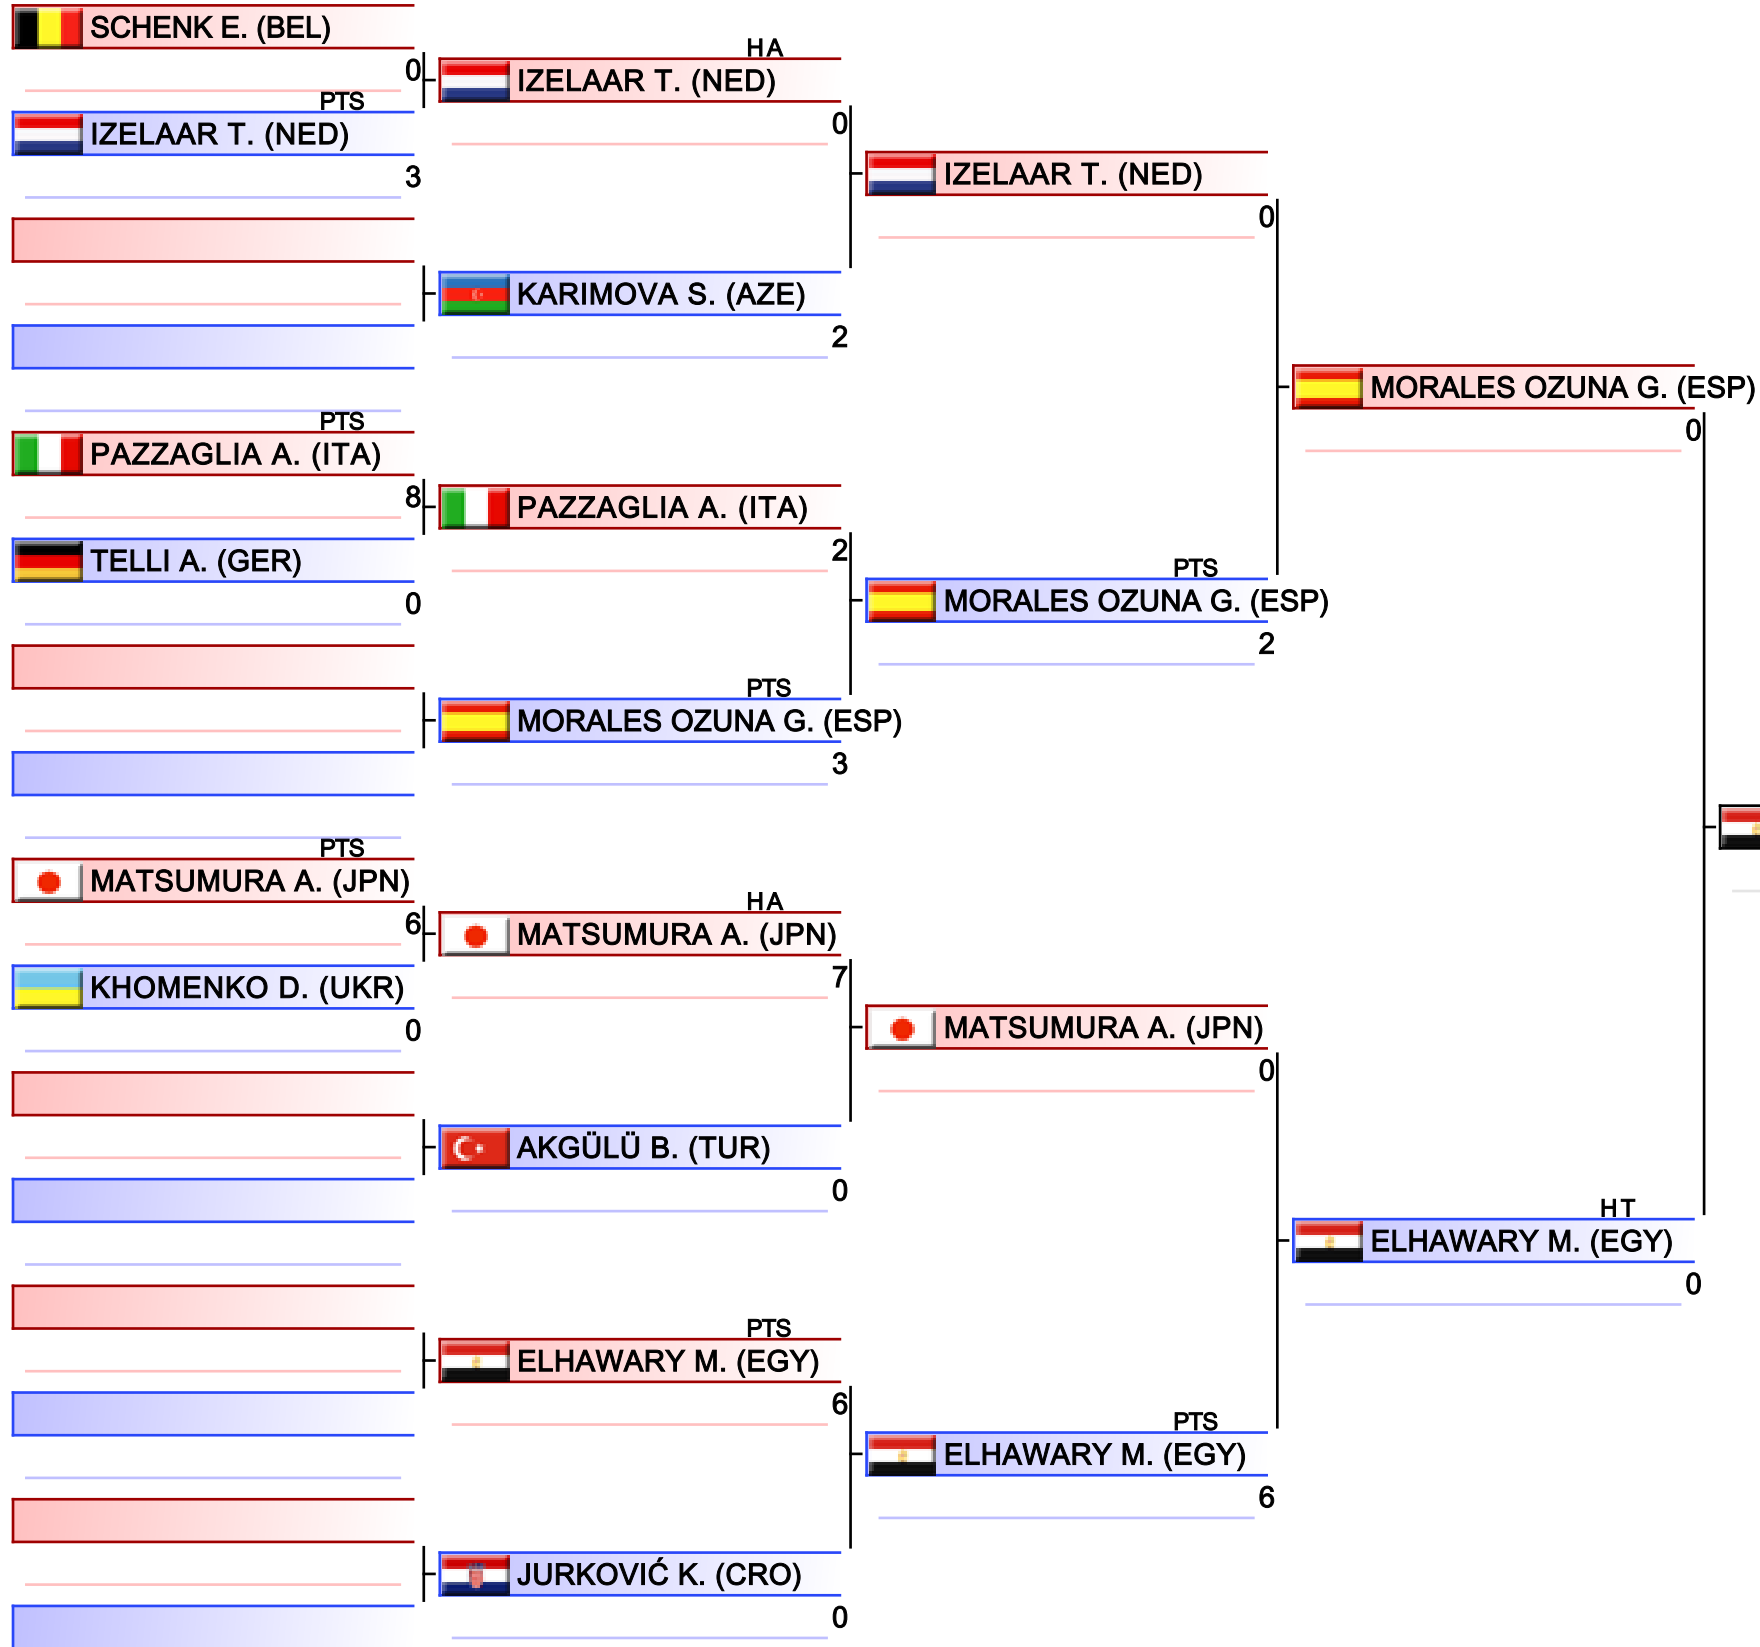 SCHENK E. (BEL)
0
PTS
IZELAAR T. (NED)
3
PTS
PAZZAGLIA A. (ITA)
8
TELLI A. (GER)
0
PTS
MATSUMURA A. (JPN)
6
KHOMENKO D. (UKR)
0
HA
IZELAAR T. (NED)
0
KARIMOVA S. (AZE)
2
PAZZAGLIA A. (ITA)
2
PTS
MORALES OZUNA G. (ESP)
3
HA
MATSUMURA A. (JPN)
7
AKGÜLÜ B. (TUR)
0
PTS
ELHAWARY M. (EGY)
6
JURKOVIĆ K. (CRO)
0
IZELAAR T. (NED)
0
PTS
MORALES OZUNA G. (ESP)
2
MATSUMURA A. (JPN)
0
PTS
ELHAWARY M. (EGY)
6
MORALES OZUNA G. (ESP)
0
HT
ELHAWARY M. (EGY)
0